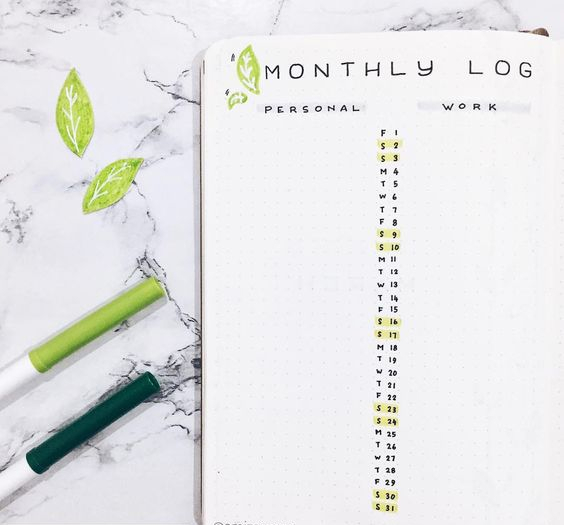 MONTHLY LOG
PERSONAL WORK
F 1
S 2
S 3
M 4
T 5
W 6
T 7
F 8
S 9
S 10
M 11
T 12
W 13
T 14
F 15
S 16
S 17
M 18
T 19
W 20
T 21
F 22
S 23
S 24
M 25
T 26
W 27
T 28
F 29
S 30
S 31